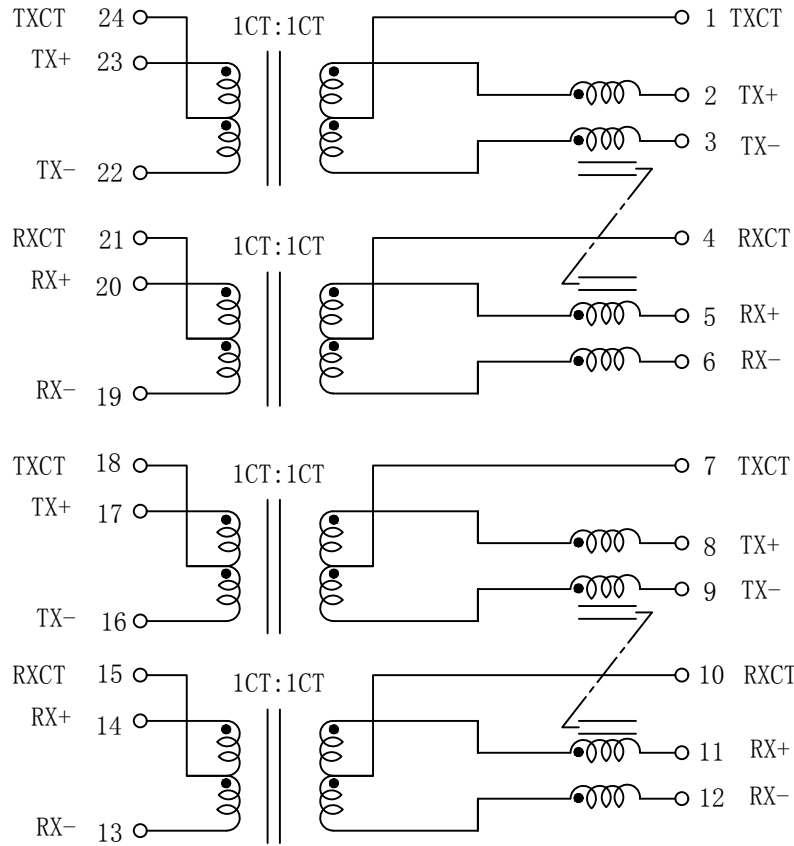 TXCT 24 1CT:1CT 1 TXCT
TX+ 23
2 TX+
3 TX-
TX- 22
RXCT 21 1CT:1CT 4 RXCT
RX+ 20
5 RX+
6 RX-
RX- 19
TXCT 18 1CT:1CT 7 TXCT
TX+ 17
8 TX+
9 TX-
TX- 16
RXCT 15 1CT:1CT 10 RXCT
RX+ 14
11 RX+
12 RX-
RX- 13